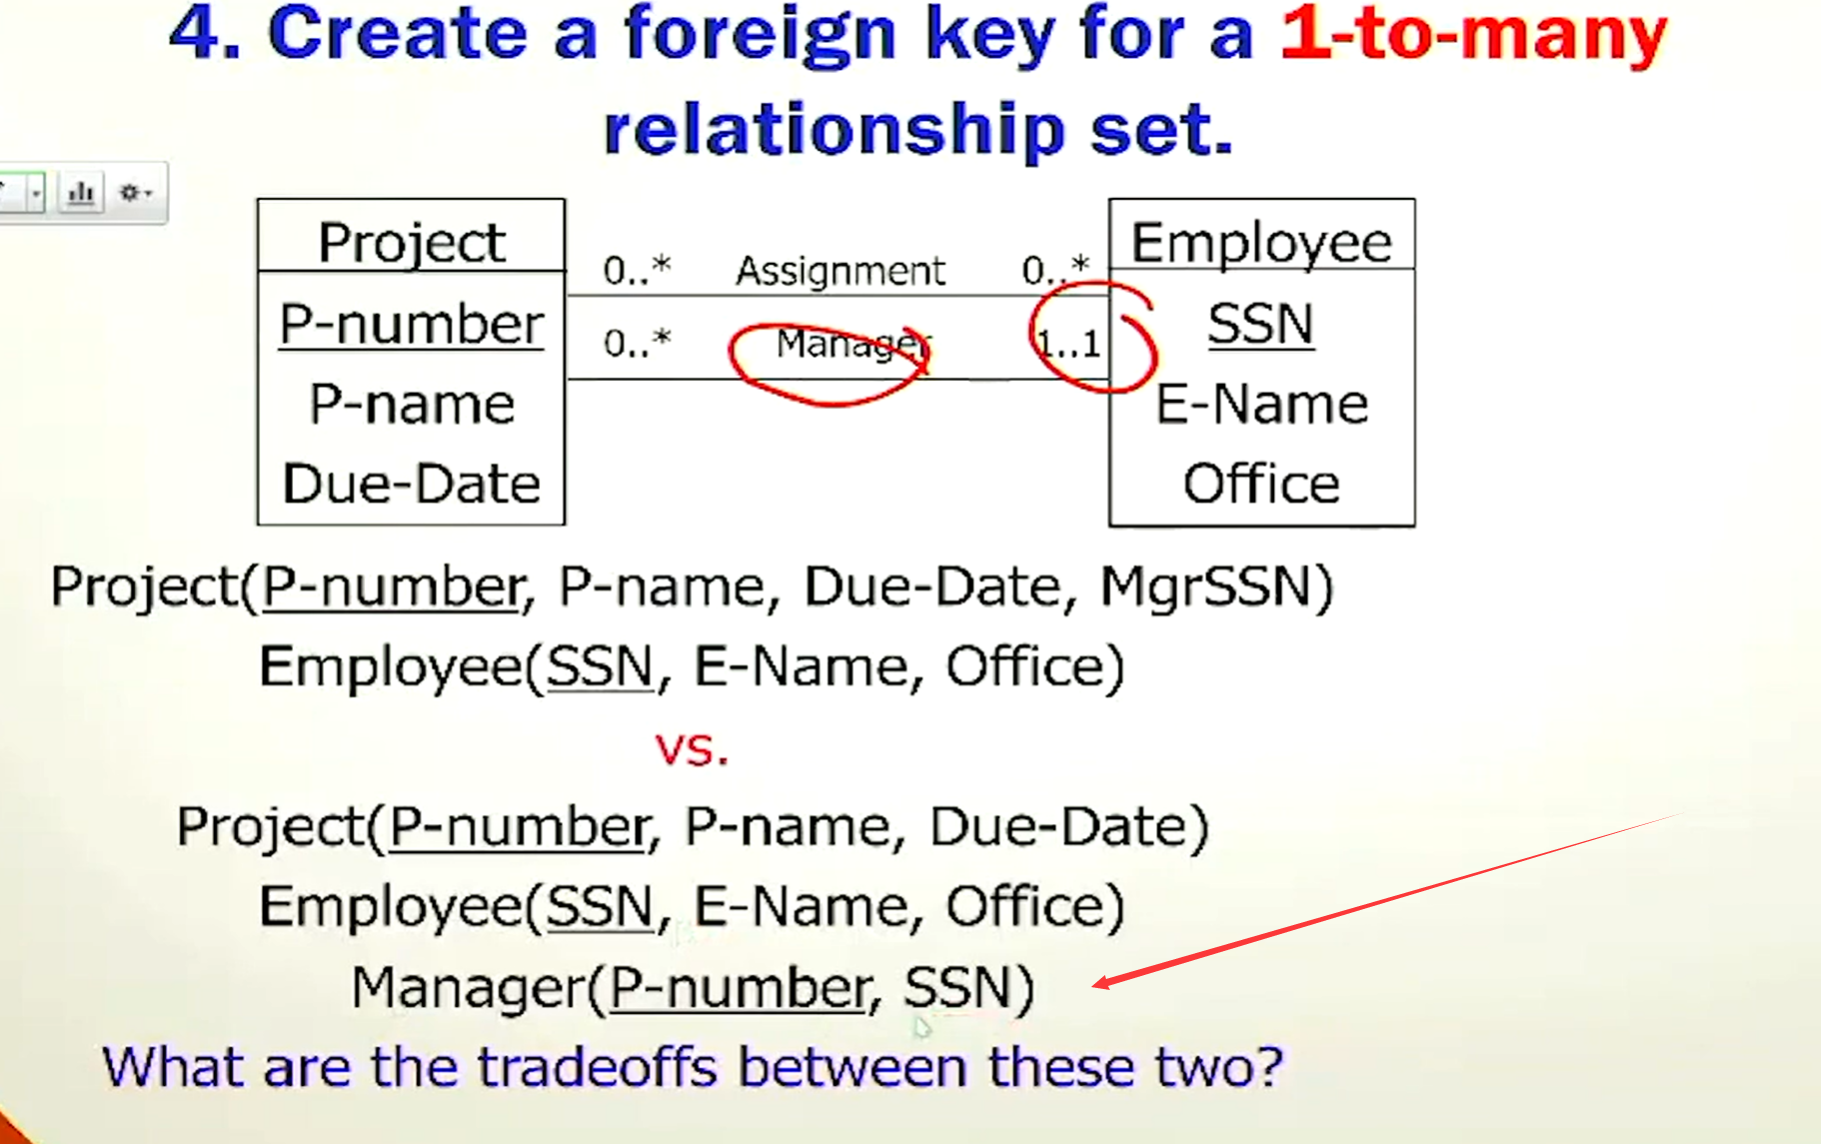 4. Create a foreign key for a 1-to-many
relationship set.
Project
P-number
P-name
Due-Date
0..* Assignment 0..*
0..* Manager 1..1
Employee
SSN
E-Name
Office
Project(P-number, P-name, Due-Date, MgrSSN)
Employee(SSN, E-Name, Office)
vs.
Project(P-number, P-name, Due-Date)
Employee(SSN, E-Name, Office)
Manager(P-number, SSN)
What are the tradeoffs between these two?